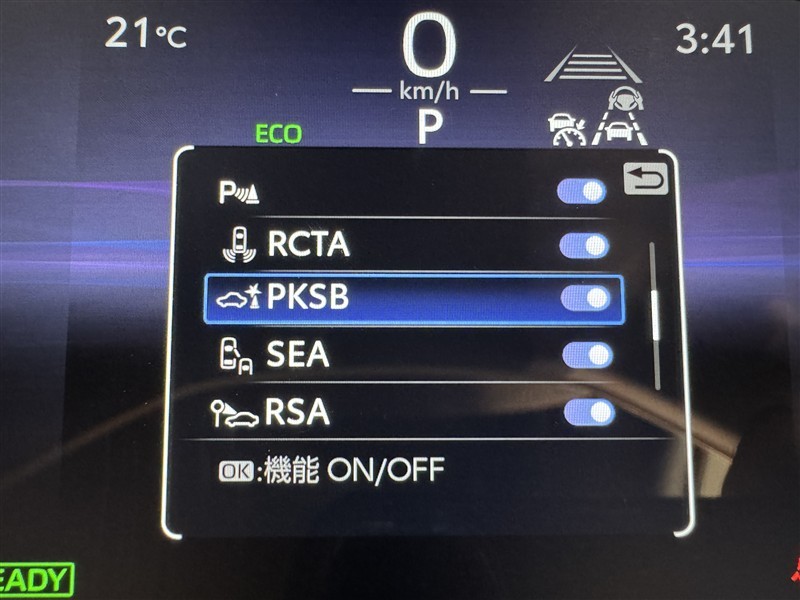 21°C
0
3:41
km/h
ECO
P
P
RCTA
PKSB
SEA
RSA
OK:機能 ON/OFF
EADY